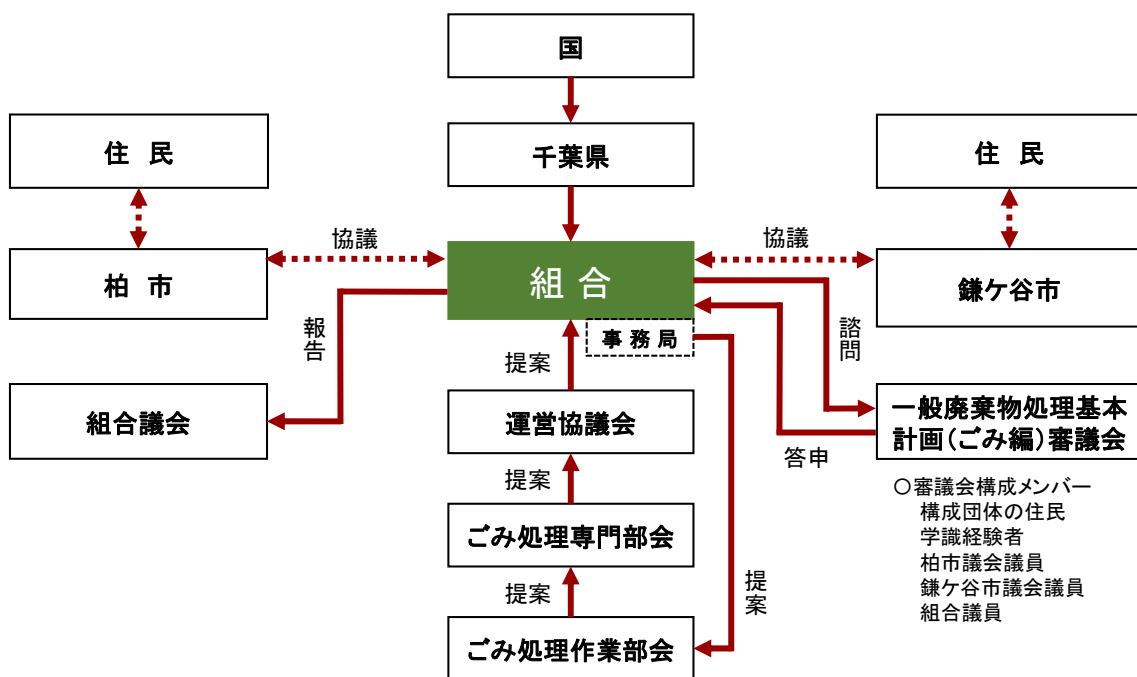 国
住 民
千葉県
住 民
協議
協議
柏 市
組 合
鎌ケ谷市
報告
事 務 局
諮問
提案
組合議会
運営協議会
一般廃棄物処理基本
計画(ごみ編)審議会
答申
提案
〇審議会構成メンバー
構成団体の住民
学識経験者
柏市議会議員
鎌ケ谷市議会議員
組合議員
ごみ処理専門部会
提案
提案
ごみ処理作業部会